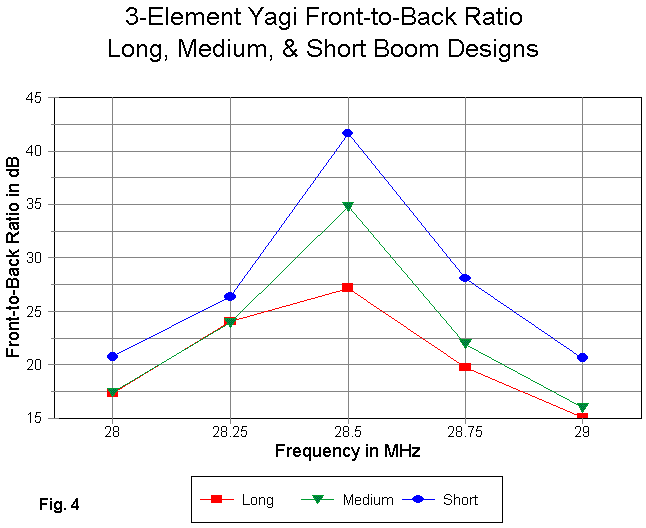 3-Element Yagi Front-to-Back Ratio
Long, Medium, & Short Boom Designs
Front-to-Back Ratio in dB
45
40
35
30
25
20
15
28 28.25 28.5 28.75 29
Frequency in MHz
Fig. 4
Long Medium Short